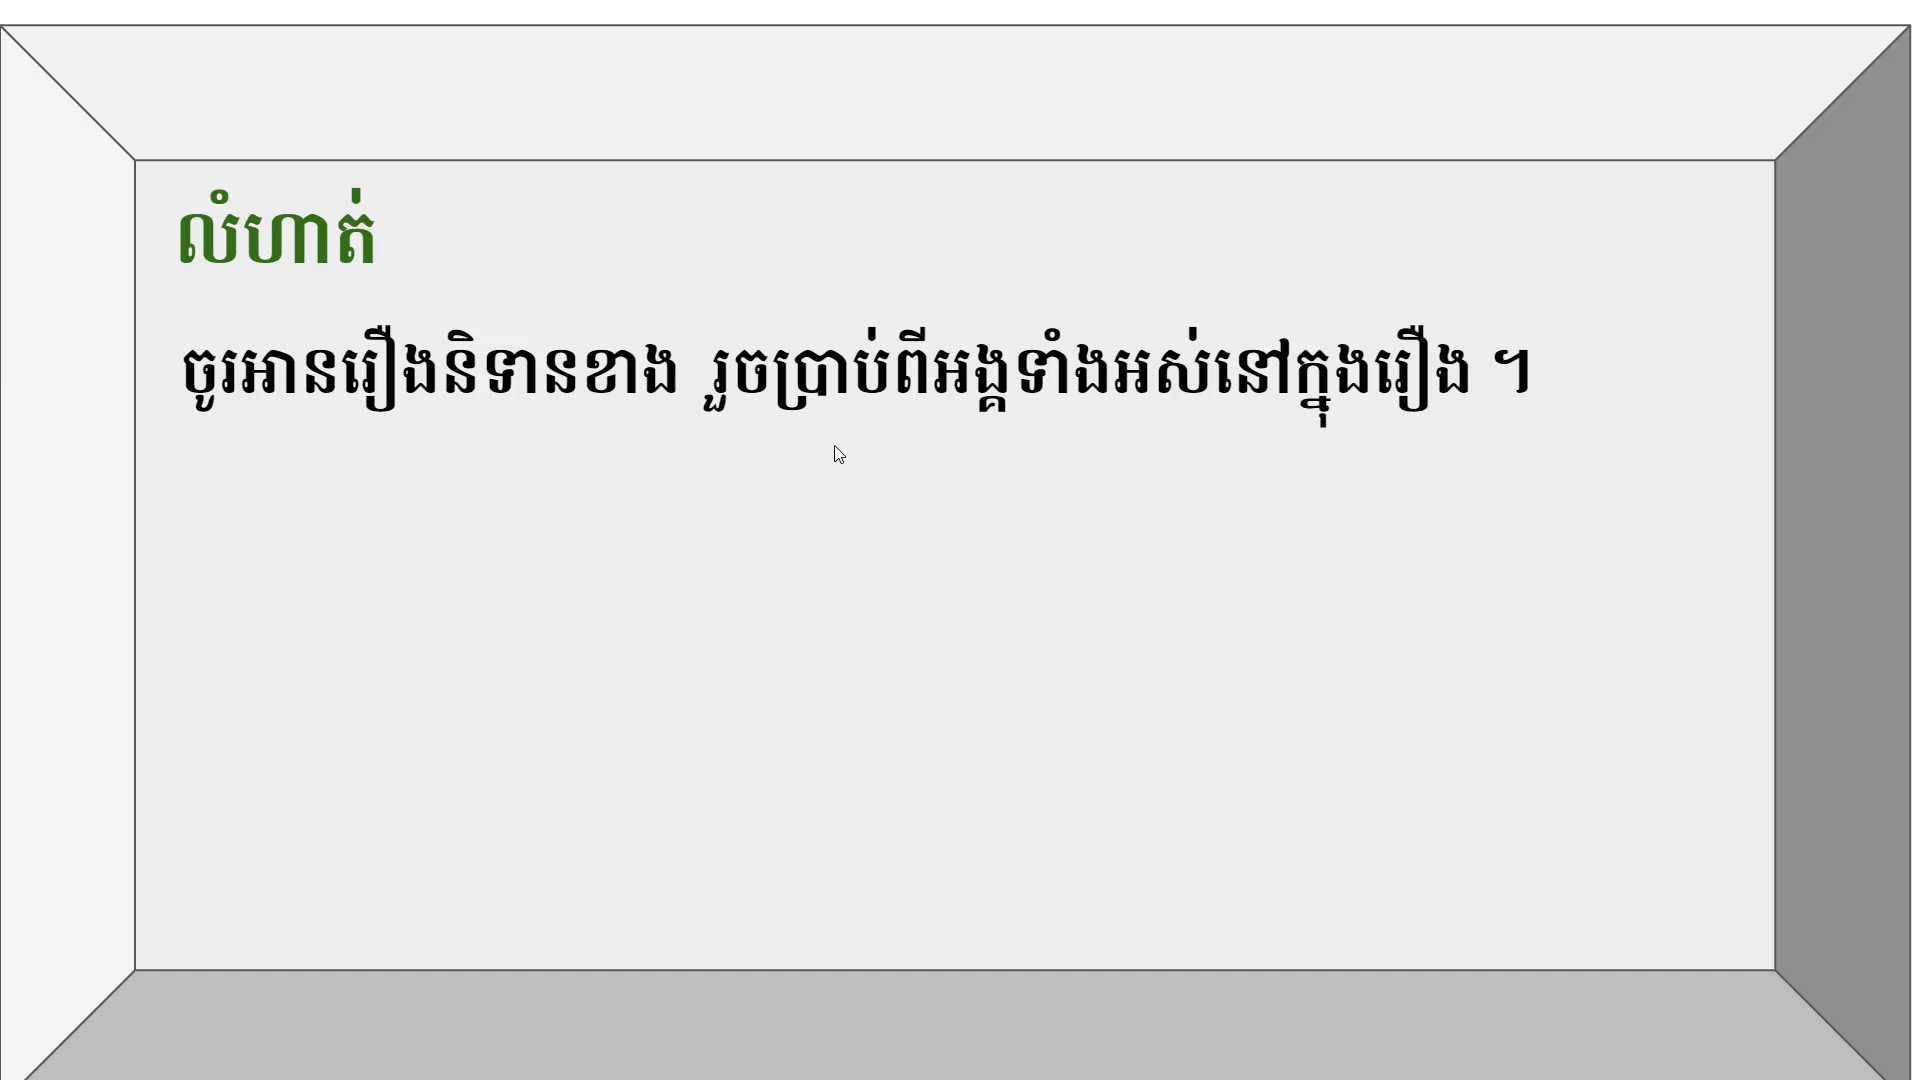 លំហាត់
ចូរអានរឿងនិទានខាង រួចប្រាប់ពីអង្គទាំងអស់នៅក្នុងរឿង ។